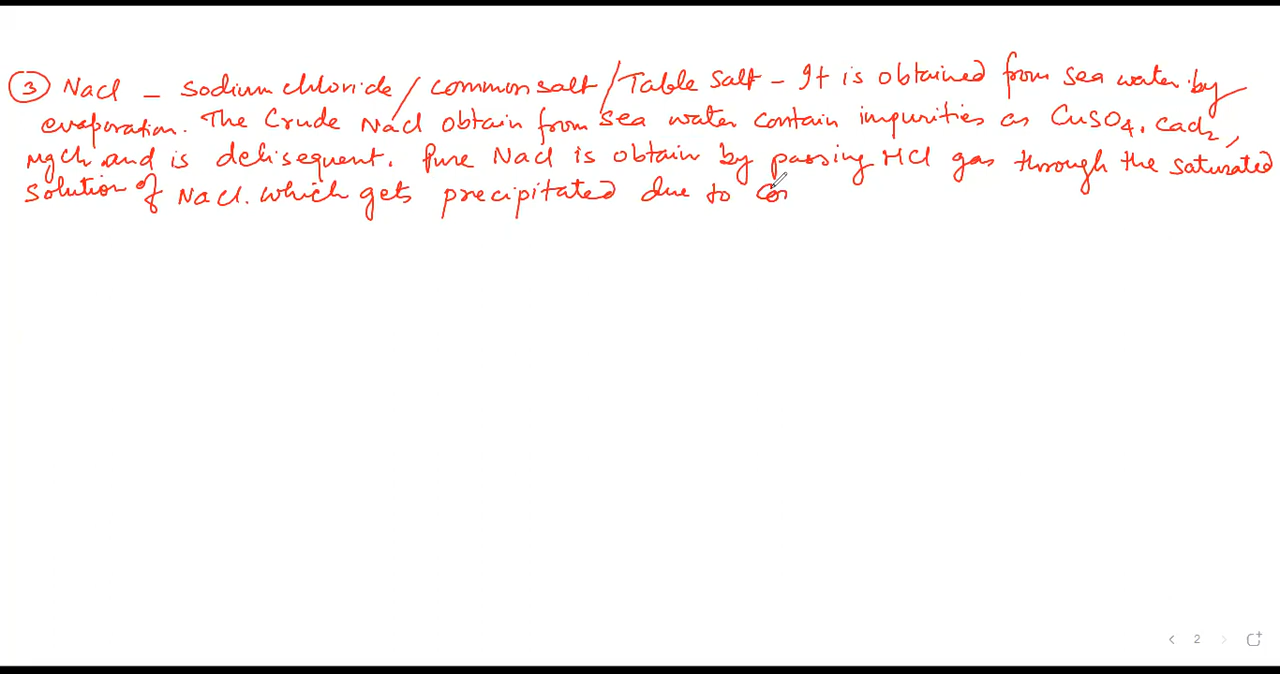 ③ Nacl – sodium chloride / common salt / Table salt – It is obtained from sea water by
evaporation. The Crude Nacl obtain from sea water contain impurities as CuSO4, cacl2,
Mgcl2 and is delisequent. Pure Nacl is obtain by passing HCl gas through the saturated
solution of Nacl. which gets precipitated due to
2